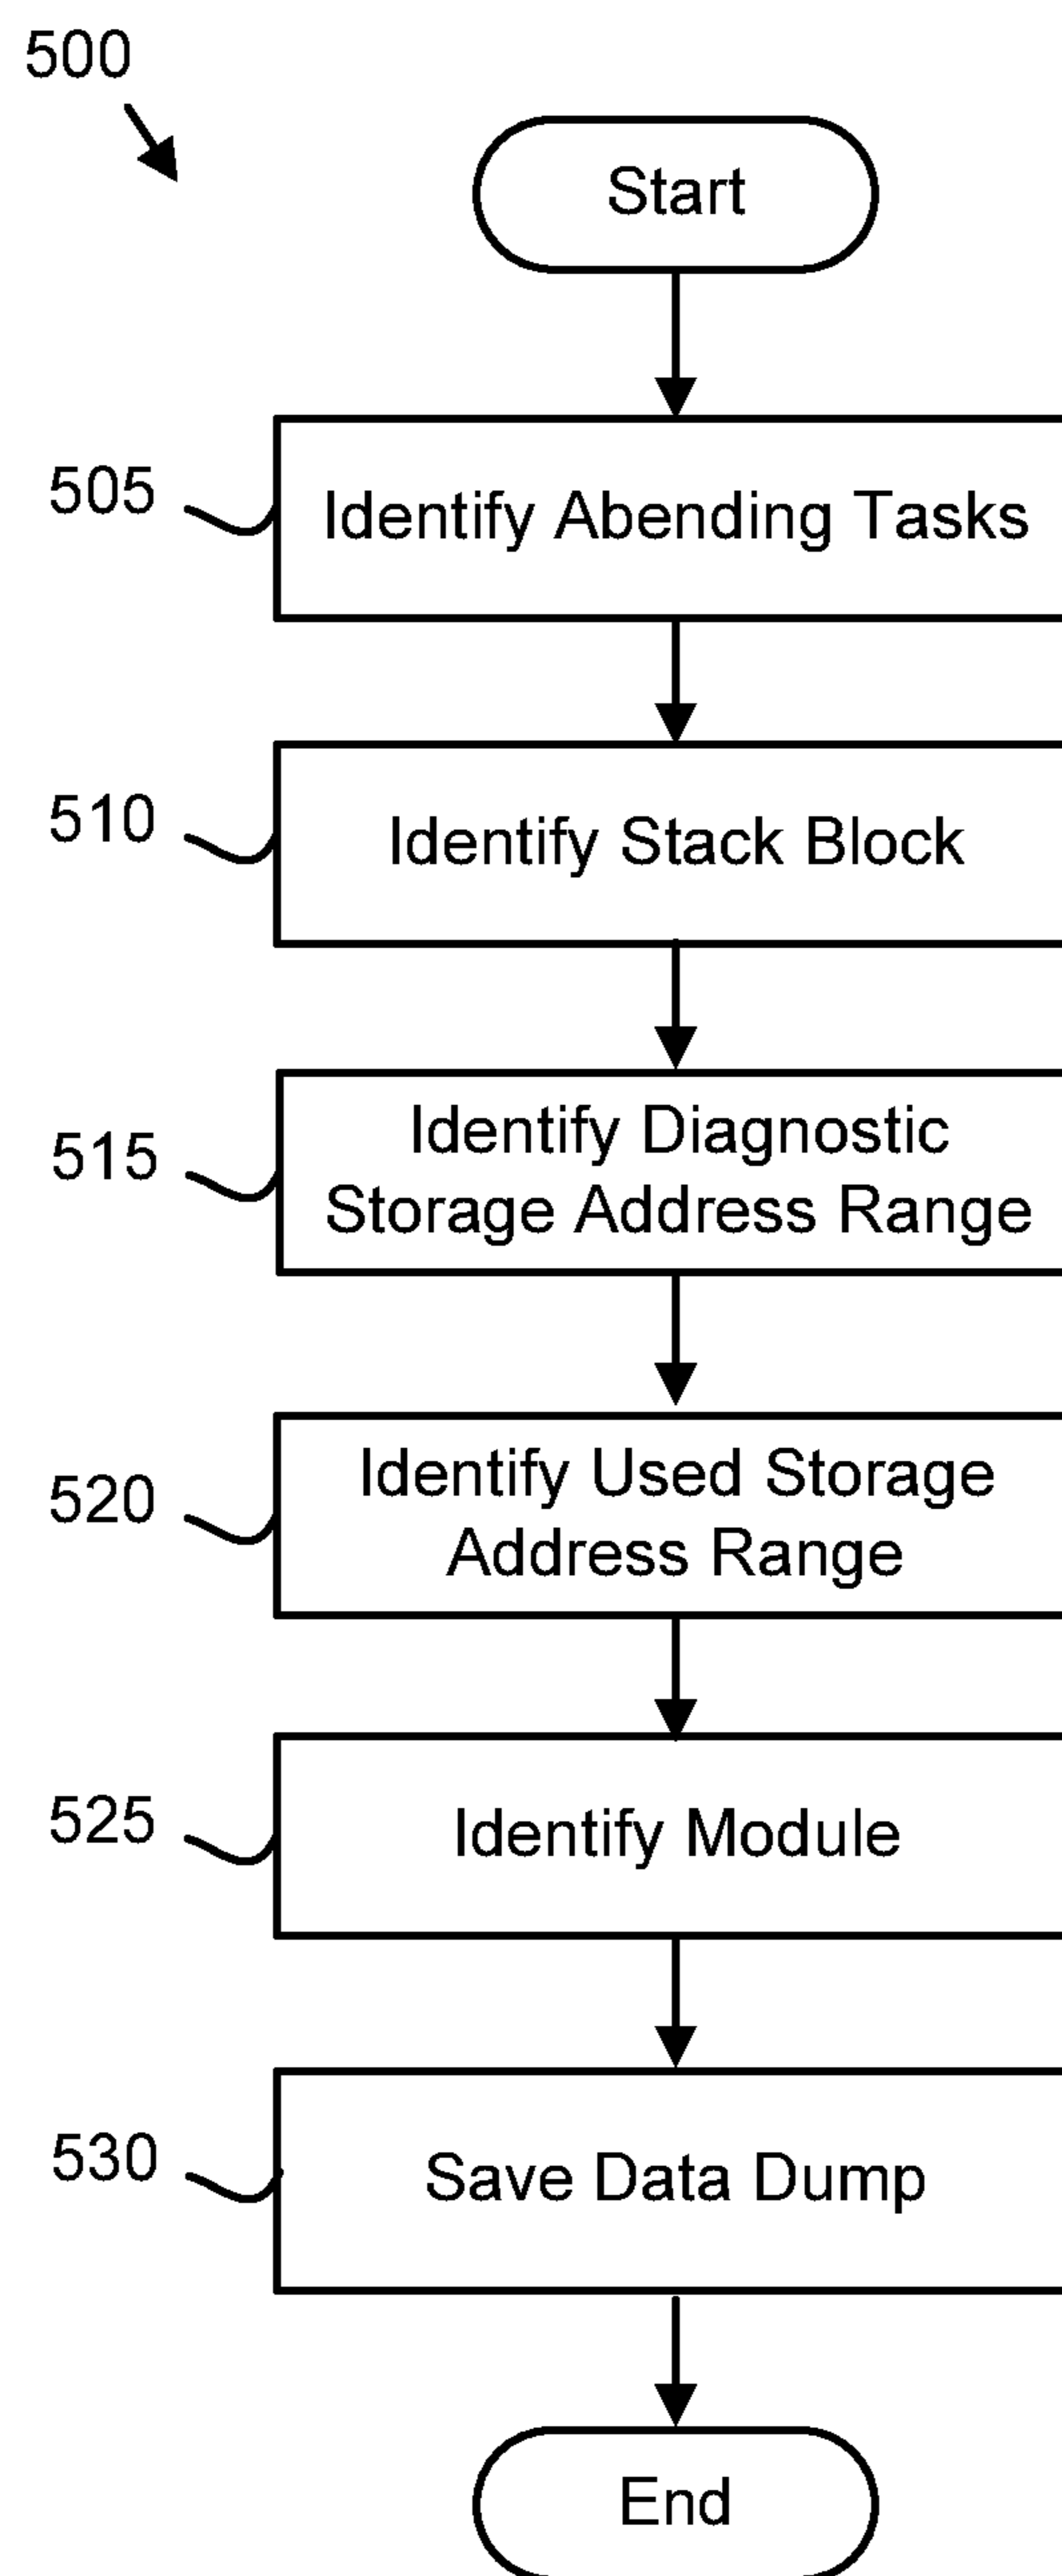 500
Start
505
Identify Abending Tasks
510
Identify Stack Block
515
Identify Diagnostic
Storage Address Range
520
Identify Used Storage
Address Range
525
Identify Module
530
Save Data Dump
End